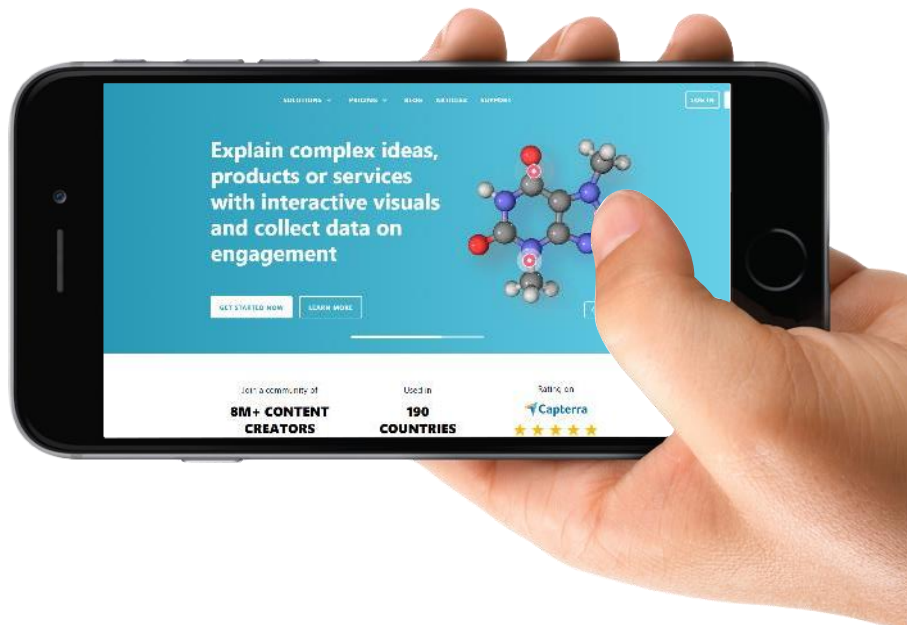 SOLUTIONS PRICING BLOG SUPPORT
LOG IN
Explain complex ideas,
products or services
with interactive visuals
and collect data on
engagement
GET STARTED NOW LEARN MORE
Join a community of
8M+ CONTENT
CREATORS
Used in
190
COUNTRIES
Rating on
Capterra